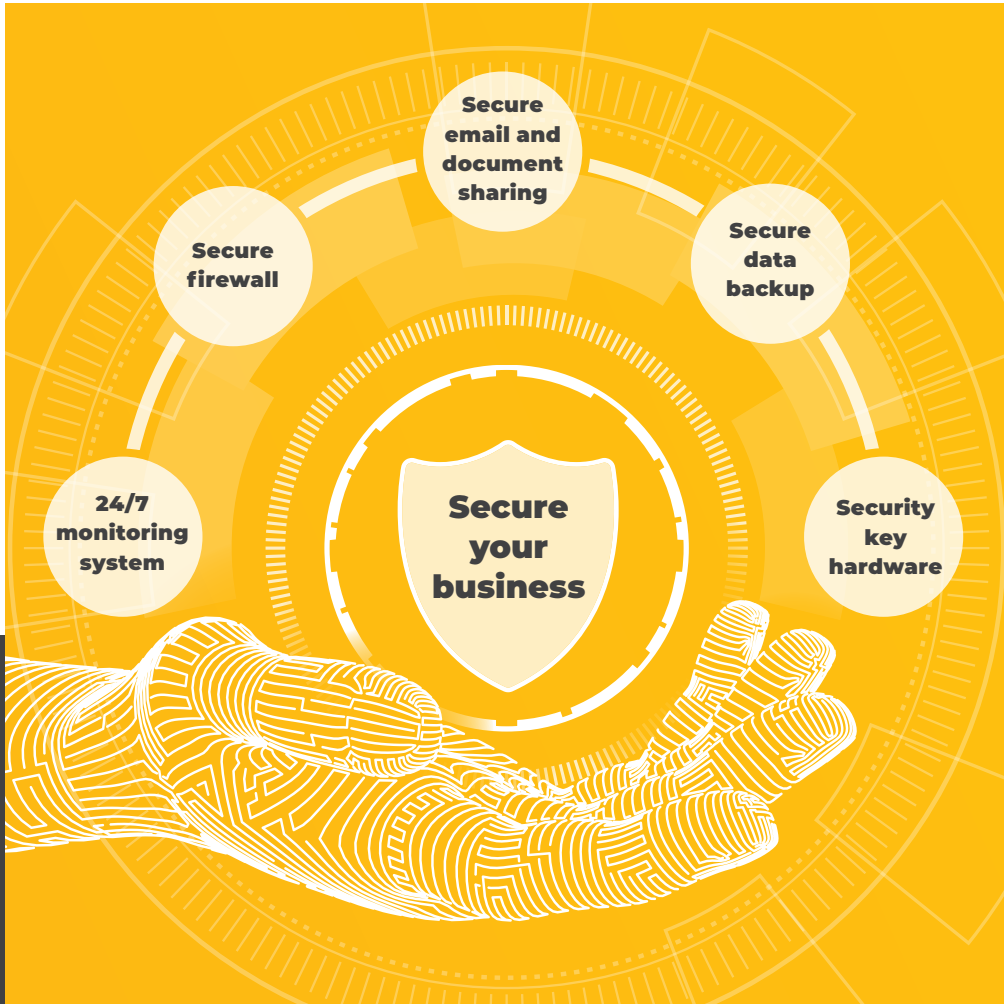 Secure
email and
document
sharing
Secure
firewall
Secure
data
backup
24/7
monitoring
system
Secure
your
business
Security
key
hardware